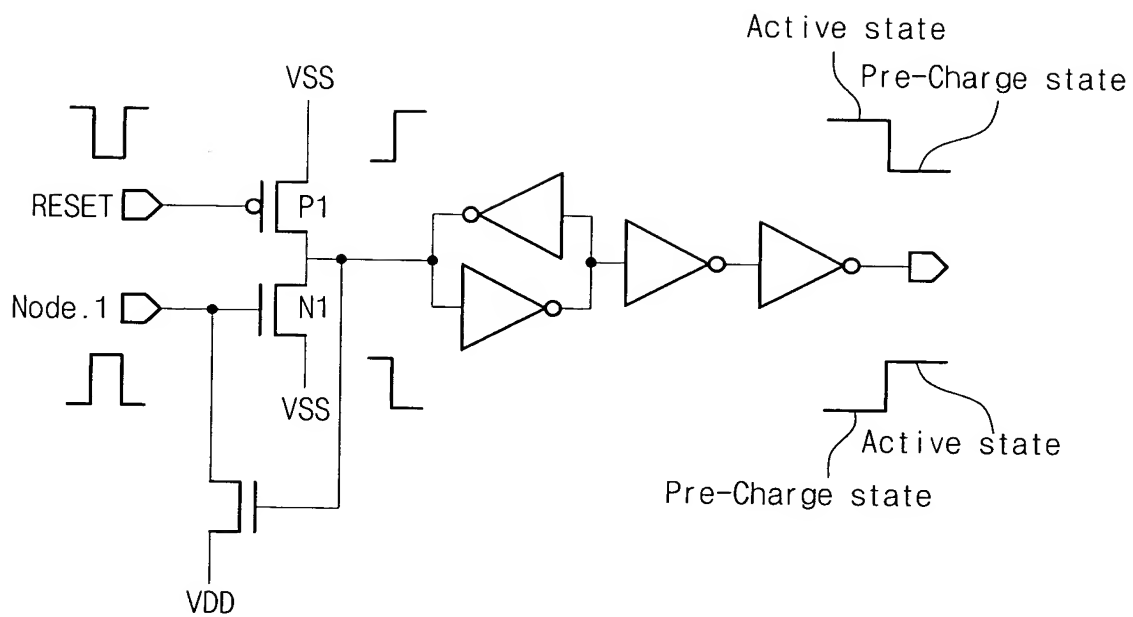 Active state
Pre-Charge state
VSS
RESET
P1
Node.1
N1
VSS
Active state
Pre-Charge state
VDD